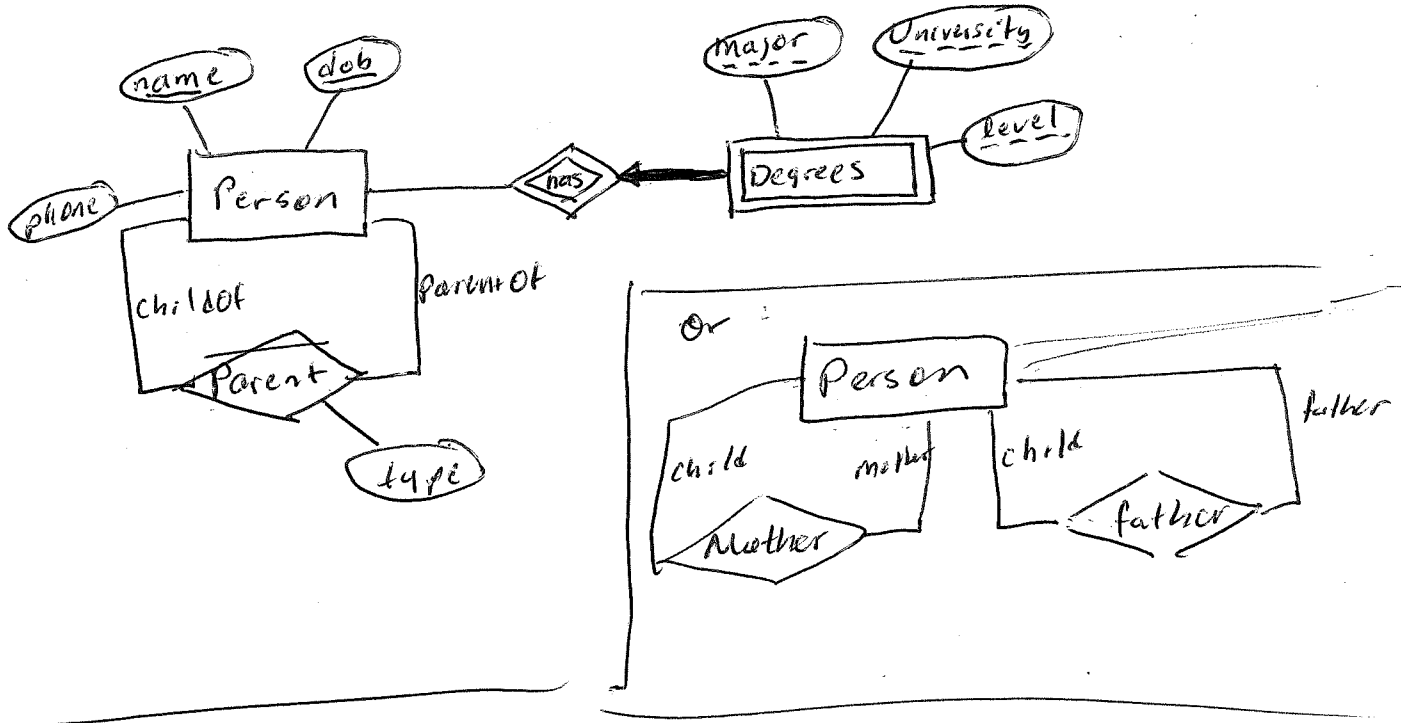 name
dob
major
University
level
phone
Person
has
Degrees
childOf
ParentOf
Parent
type
Or :
Person
child
mother
child
father
Mother
father